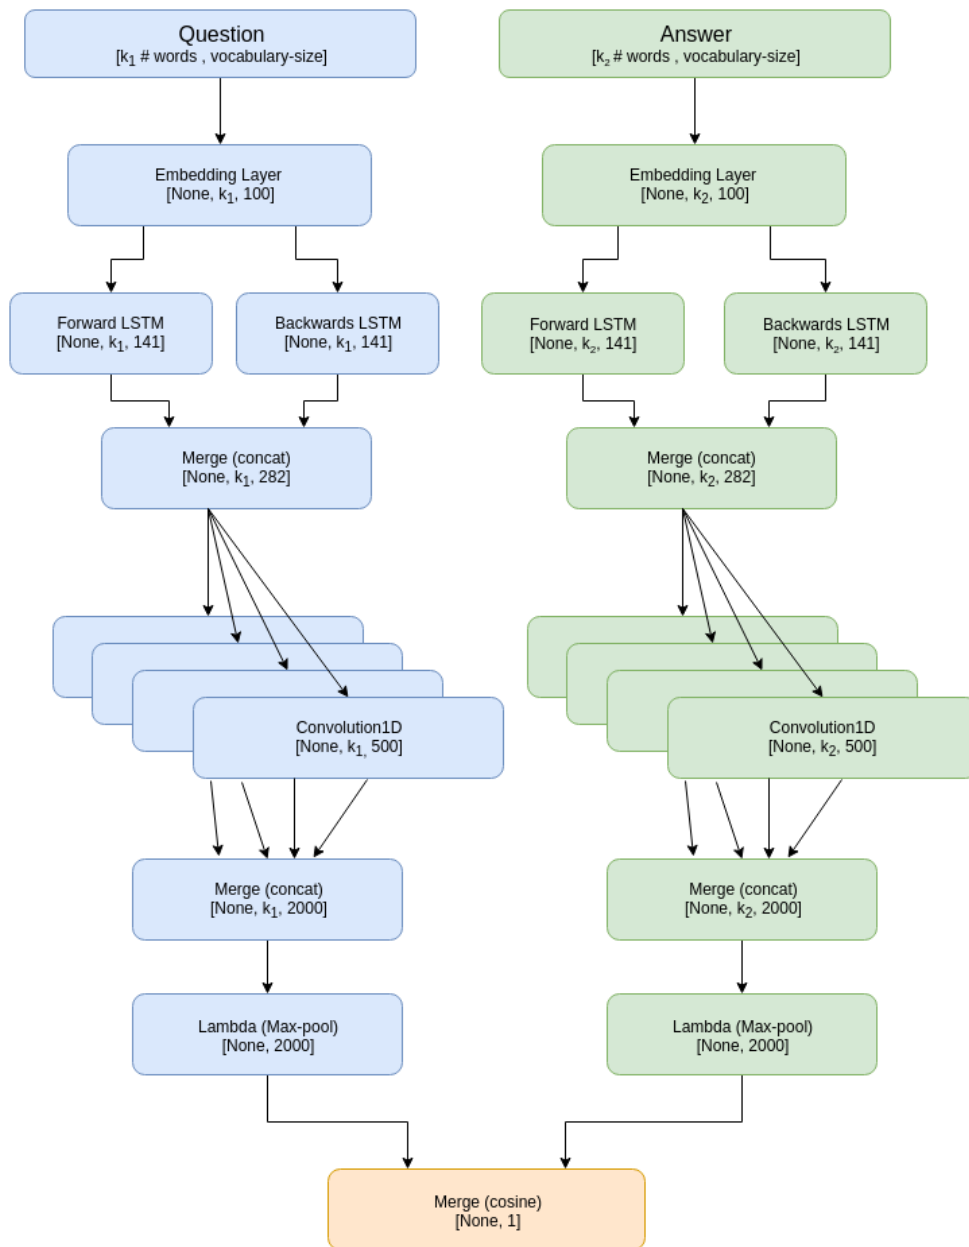 Question
[k₁ # words , vocabulary-size]
Answer
[k₂ # words , vocabulary-size]
Embedding Layer
[None, k₁, 100]
Embedding Layer
[None, k₂, 100]
Forward LSTM
[None, k₁, 141]
Backwards LSTM
[None, k₁, 141]
Forward LSTM
[None, k₂, 141]
Backwards LSTM
[None, k₂, 141]
Merge (concat)
[None, k₁, 282]
Merge (concat)
[None, k₂, 282]
Convolution1D
[None, k₁, 500]
Convolution1D
[None, k₂, 500]
Merge (concat)
[None, k₁, 2000]
Merge (concat)
[None, k₂, 2000]
Lambda (Max-pool)
[None, 2000]
Lambda (Max-pool)
[None, 2000]
Merge (cosine)
[None, 1]